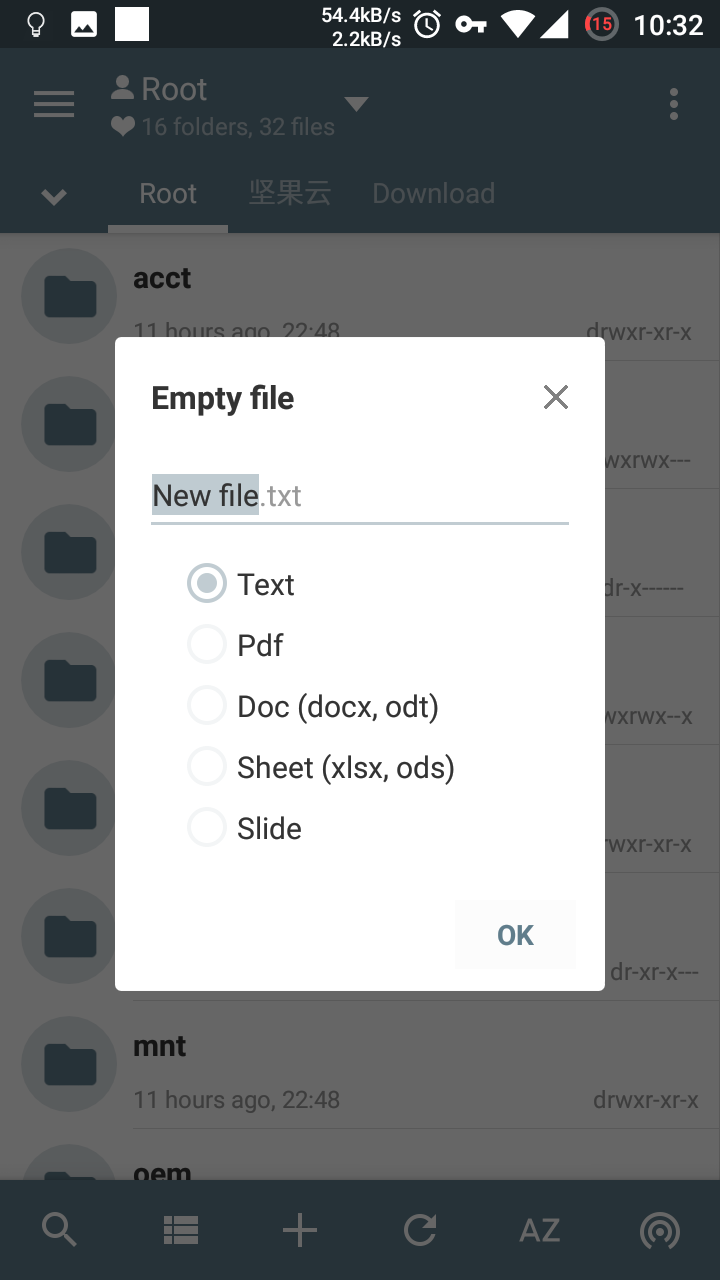 54.4kB/s
2.2kB/s
15
10:32
Root
16 folders, 32 files
Root 坚果云 Download
acct
11 hours ago, 22:48 drwxr-xr-x
wxrwx---
Empty file
New file.txt
dr-x------
Text
Pdf
Doc (docx, odt)
wxrwx--x
Sheet (xlsx, ods)
Slide
wxr-xr-x
OK
dr-xr-x---
mnt
11 hours ago, 22:48 drwxr-xr-x
oem
AZ